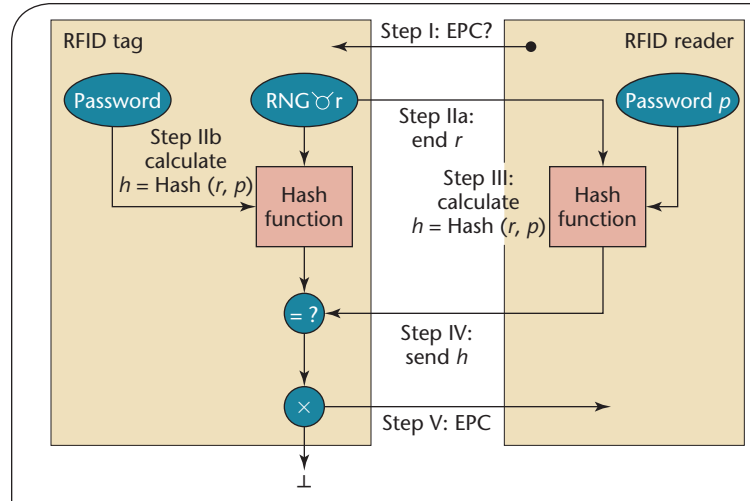 RFID tag
Step I: EPC?
RFID reader
Password
RNG♉r
Step IIa:
end r
Password p
Step IIb
calculate
h = Hash (r, p)
Hash
function
Step III:
calculate
h = Hash (r, p)
Hash
function
= ?
Step IV:
send h
×
Step V: EPC
⊥